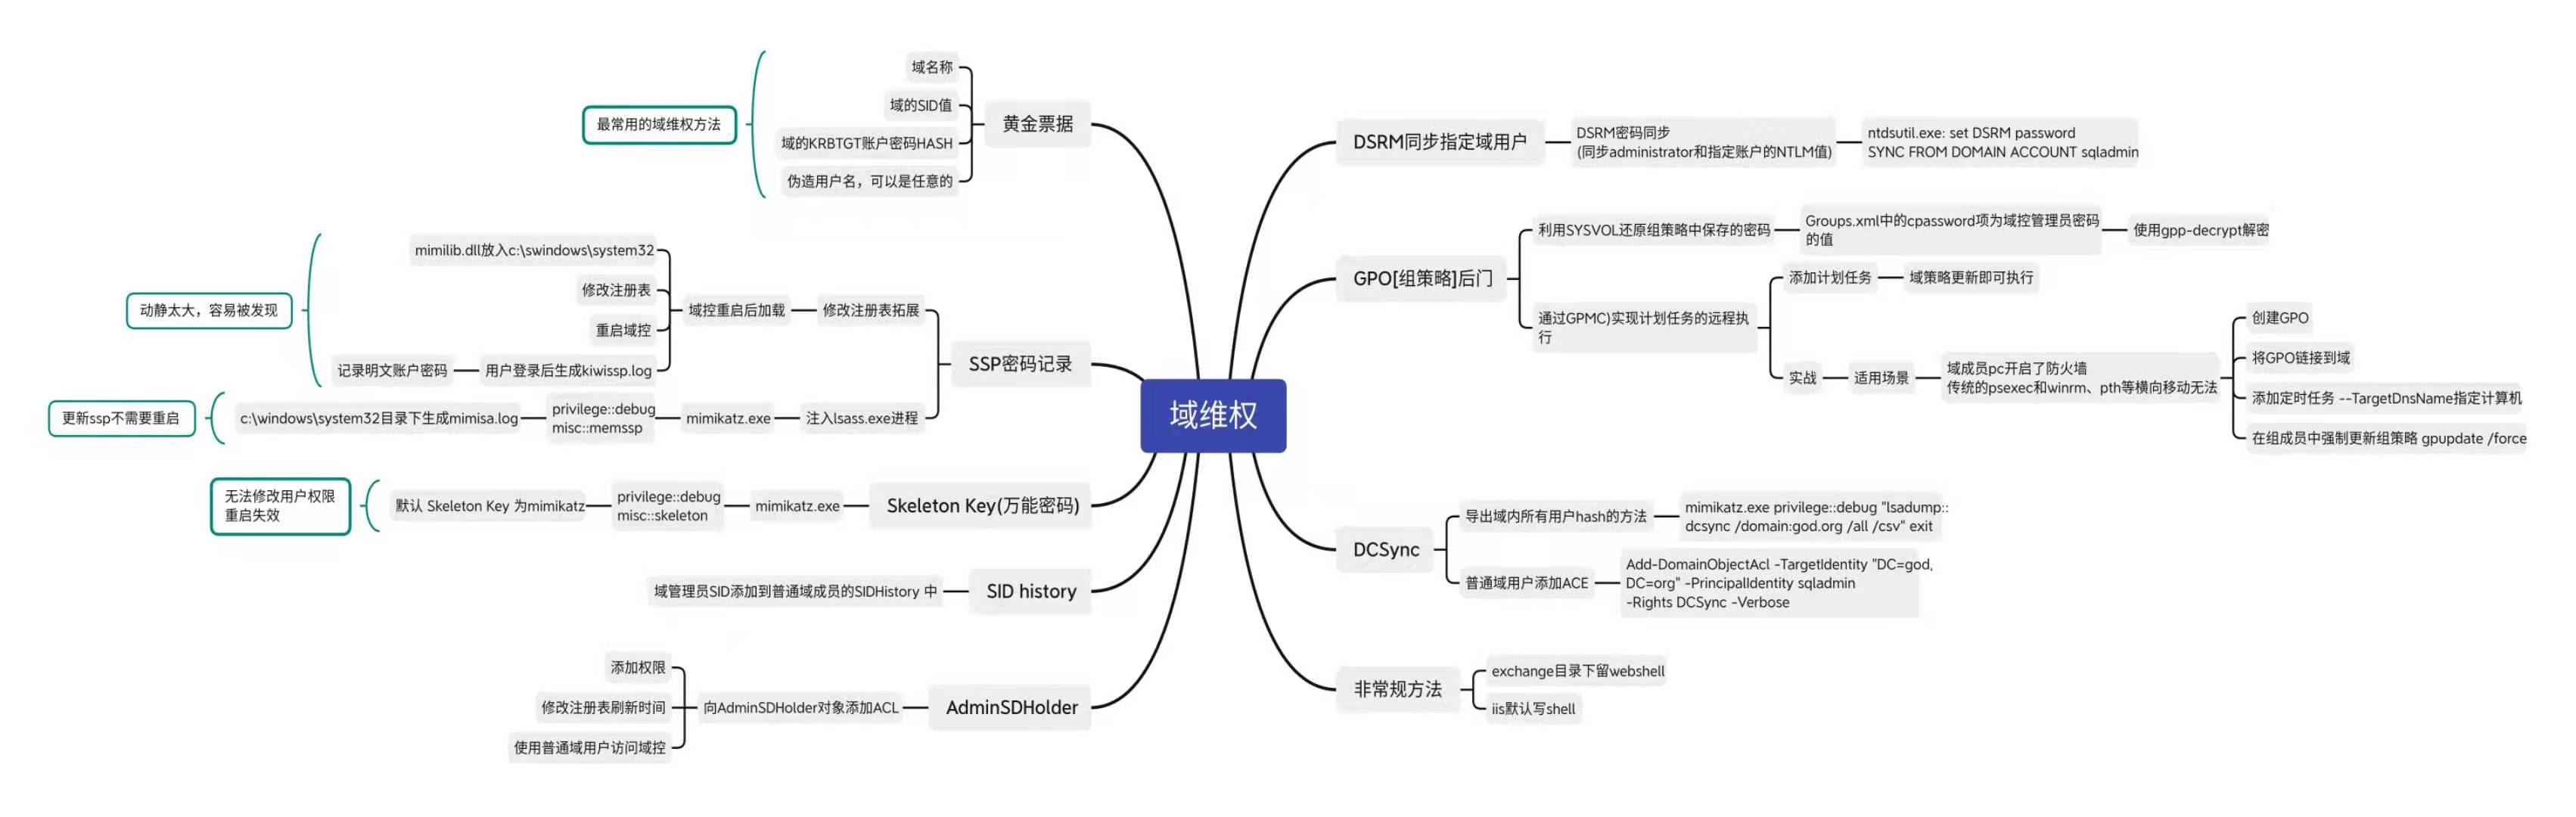 域维权
黄金票据
域名称
域的SID值
域的KRBTGT账户密码HASH
伪造用户名，可以是任意的
最常用的域维权方法
SSP密码记录
修改注册表拓展
域控重启后加载
mimilib.dll放入c:\swindows\system32
修改注册表
重启域控
用户登录后生成kiwissp.log
记录明文账户密码
动静太大，容易被发现
注入lsass.exe进程
mimikatz.exe
privilege::debug
misc::memssp
c:\windows\system32目录下生成mimisa.log
更新ssp不需要重启
Skeleton Key(万能密码)
mimikatz.exe
privilege::debug
misc::skeleton
默认 Skeleton Key 为mimikatz
无法修改用户权限
重启失效
SID history
域管理员SID添加到普通域成员的SIDHistory 中
AdminSDHolder
向AdminSDHolder对象添加ACL
添加权限
修改注册表刷新时间
使用普通域用户访问域控
DSRM同步指定域用户
DSRM密码同步
(同步administrator和指定账户的NTLM值)
ntdsutil.exe: set DSRM password
SYNC FROM DOMAIN ACCOUNT sqladmin
GPO[组策略]后门
利用SYSVOL还原组策略中保存的密码
Groups.xml中的cpassword项为域控管理员密码
的值
使用gpp-decrypt解密
通过GPMC)实现计划任务的远程执
行
添加计划任务
域策略更新即可执行
实战
适用场景
域成员pc开启了防火墙
传统的psexec和winrm、pth等横向移动无法
创建GPO
将GPO链接到域
添加定时任务 --TargetDnsName指定计算机
在组成员中强制更新组策略 gpupdate /force
DCSync
导出域内所有用户hash的方法
mimikatz.exe privilege::debug "lsadump::
dcsync /domain:god.org /all /csv" exit
普通域用户添加ACE
Add-DomainObjectAcl -TargetIdentity "DC=god,
DC=org" -PrincipalIdentity sqladmin
-Rights DCSync -Verbose
非常规方法
exchange目录下留webshell
iis默认写shell